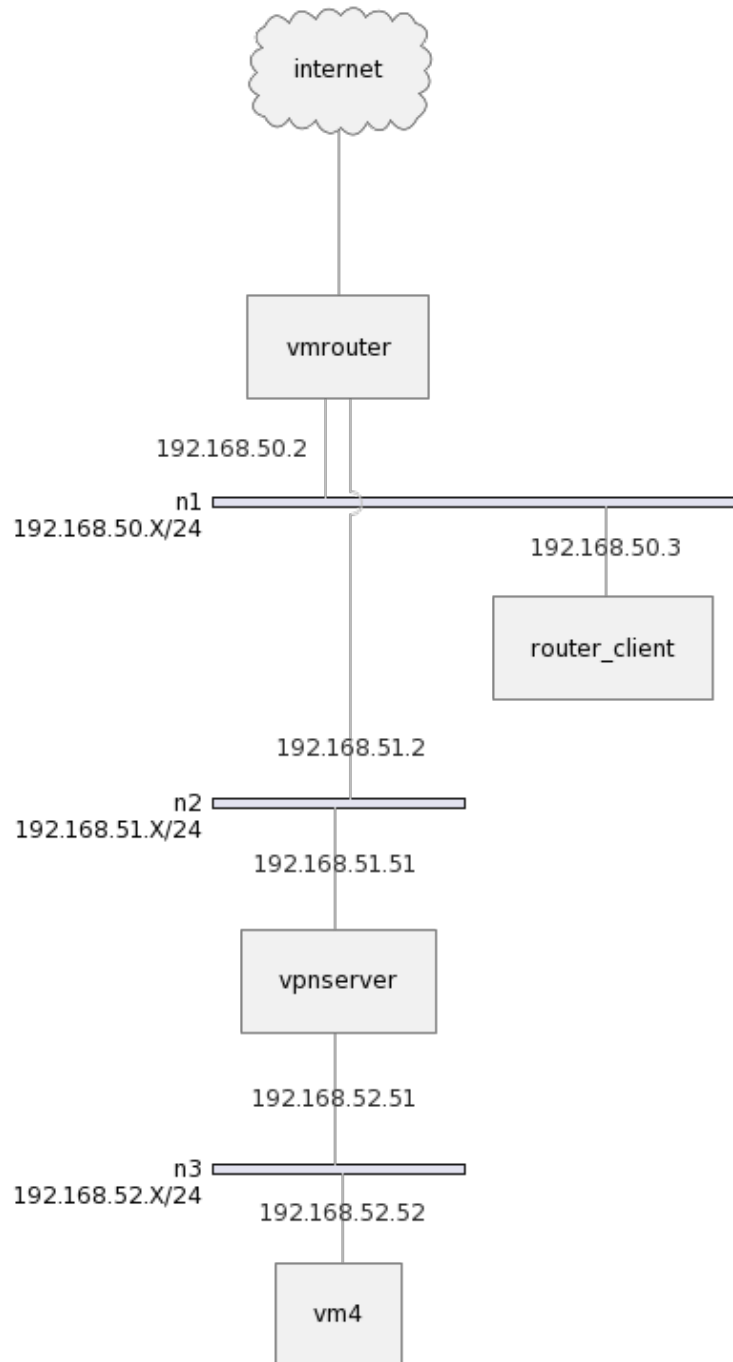 internet
vmrouter
192.168.50.2
n1
192.168.50.X/24
192.168.50.3
router_client
192.168.51.2
n2
192.168.51.X/24
192.168.51.51
vpnserver
192.168.52.51
n3
192.168.52.X/24
192.168.52.52
vm4